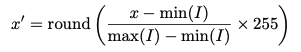 x′ = round ( (x − min(I)) / (max(I) − min(I)) × 255 )